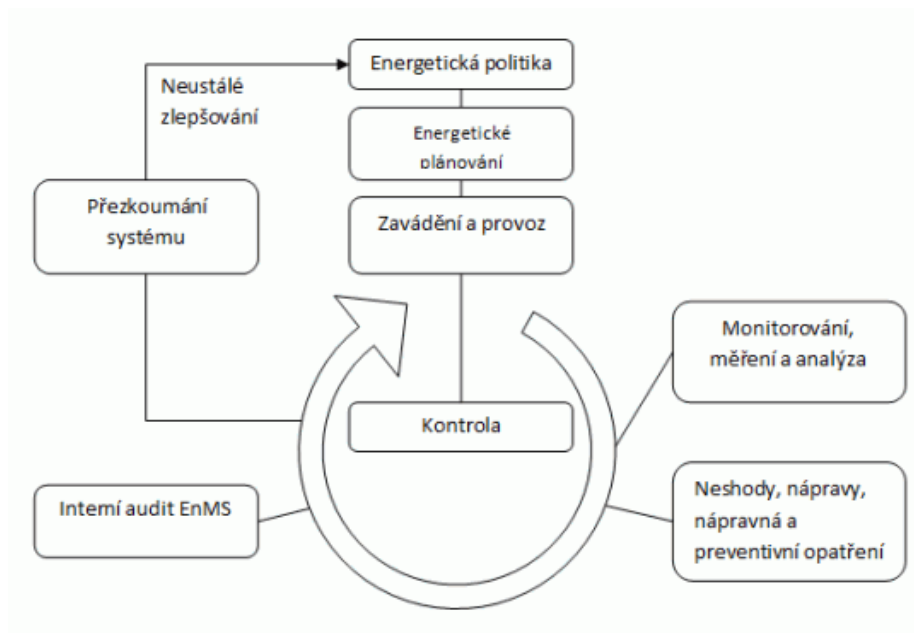 Energetická politika
Neustálé
zlepšování
Energetické
plánování
Přezkoumání
systému
Zavádění a provoz
Monitorování,
měření a analýza
Kontrola
Interní audit EnMS
Neshody, nápravy,
nápravná a
preventivní opatření